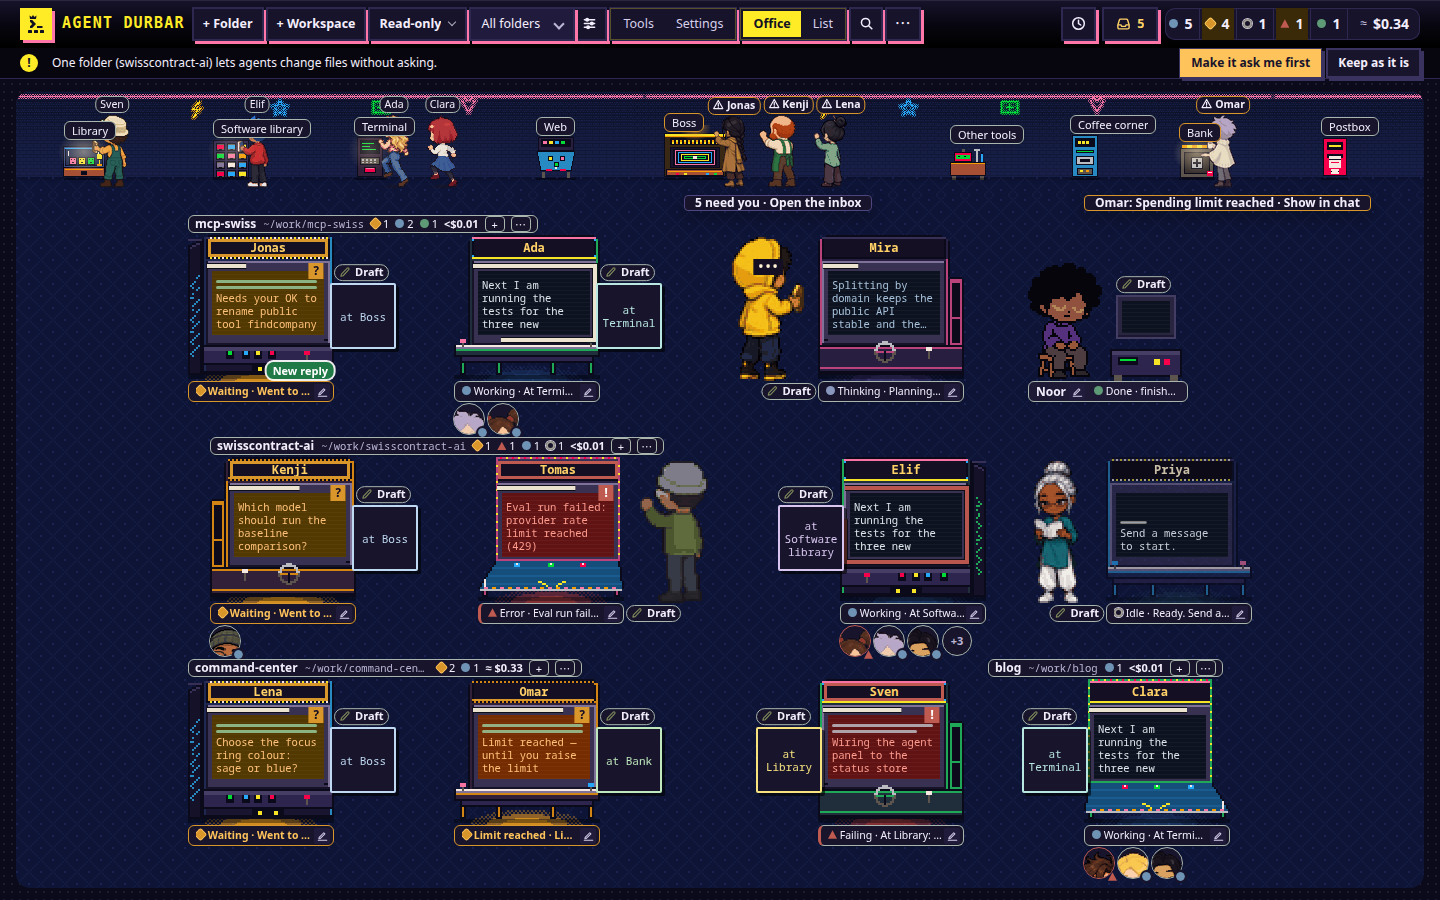 AGENT DURBAR
+ Folder
+ Workspace
Read-only
All folders
Tools
Settings
Office
List
5
5
4
1
1
1
≈ $0.34
! One folder (swisscontract-ai) lets agents change files without asking.
Make it ask me first
Keep as it is
Sven
Elif
Ada
Clara
Jonas
Kenji
Lena
Omar
Library
Software library
Terminal
Web
Boss
Other tools
Coffee corner
Bank
Postbox
5 need you · Open the inbox
Omar: Spending limit reached · Show in chat
mcp-swiss ~/work/mcp-swiss 1 2 1 <$0.01 + ...
Jonas
?
Needs your OK to
rename public
tool findcompany
Draft
at Boss
New reply
Waiting · Went to ...
Ada
Next I am
running the
tests for the
three new
Draft
at
Terminal
Working · At Termi...
Draft
Mira
Splitting by
domain keeps the
public API
stable and the…
Thinking · Planning...
Draft
Noor
Done · finish...
swisscontract-ai ~/work/swisscontract-ai 1 1 1 1 <$0.01 + ...
Kenji
?
Which model
should run the
baseline
comparison?
Draft
at Boss
Waiting · Went to ...
Tomas
!
Eval run failed:
provider rate
limit reached
(429)
Error · Eval run fail...
Draft
Draft
at
Software
library
Elif
Next I am
running the
tests for the
three new
Working · At Softwa...
+3
Draft
Priya
Send a message
to start.
Idle · Ready. Send a...
command-center ~/work/command-cen… 2 1 ≈ $0.33 + ...
Lena
?
Choose the focus
ring colour:
sage or blue?
Draft
at Boss
Waiting · Went to ...
Omar
?
Limit reached —
until you raise
the limit
Draft
at Bank
Limit reached · Li...
Draft
at
Library
Sven
!
Wiring the agent
panel to the
status store
Failing · At Library: ...
blog ~/work/blog 1 <$0.01 + ...
Draft
at
Terminal
Clara
Next I am
running the
tests for the
three new
Working · At Termi...